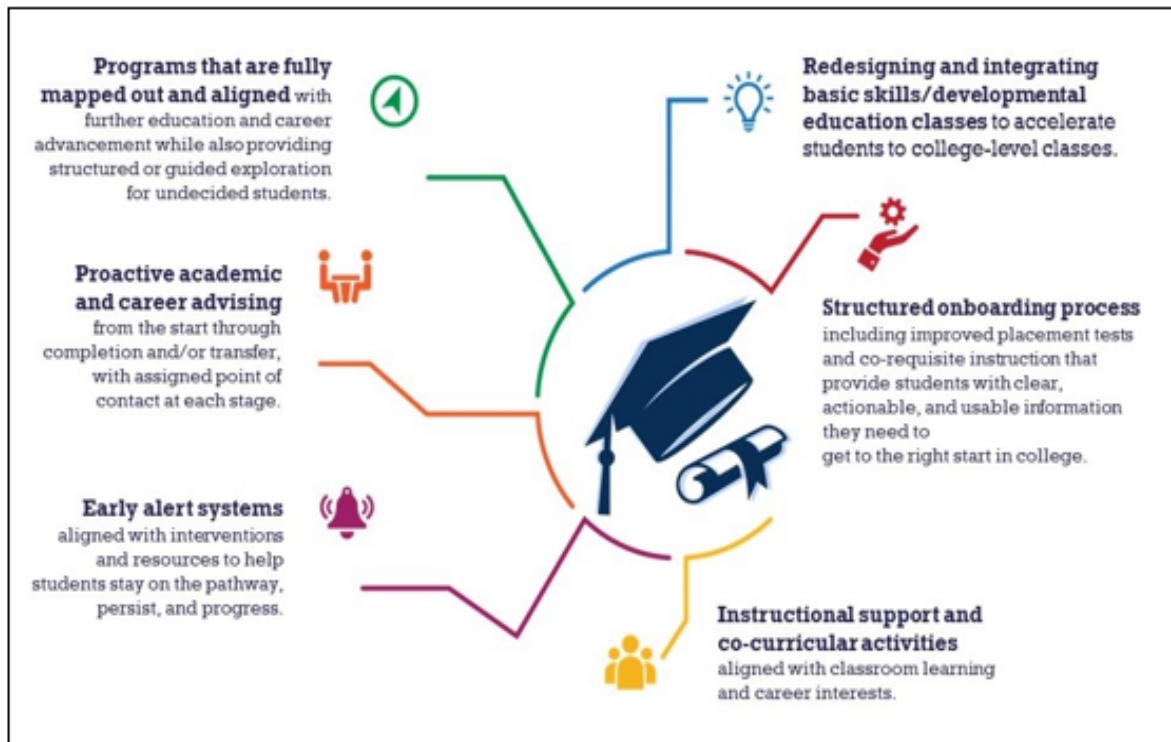 Programs that are fully
mapped out and aligned with
further education and career
advancement while also providing
structured or guided exploration
for undecided students.
Proactive academic
and career advising
from the start through
completion and/or transfer,
with assigned point of
contact at each stage.
Early alert systems
aligned with interventions
and resources to help
students stay on the pathway,
persist, and progress.
Redesigning and integrating
basic skills/developmental
education classes to accelerate
students to college-level classes.
Structured onboarding process
including improved placement tests
and co-requisite instruction that
provide students with clear,
actionable, and usable information
they need to
get to the right start in college.
Instructional support and
co-curricular activities
aligned with classroom learning
and career interests.